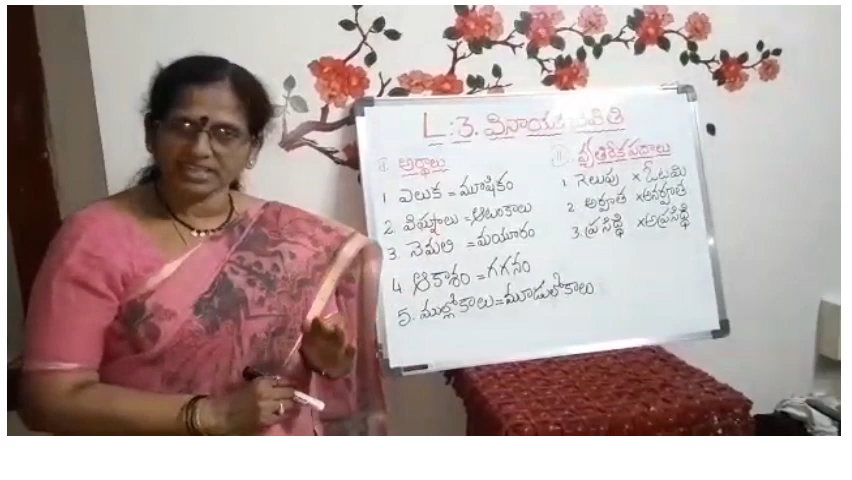 L: 3. వినాయక చవితి
I అర్థాలు
1 ఎలుక = మూషికం
2. విఘ్నాలు = ఆటంకాలు
3. నెమలి = మయూరం
4. ఆకాశం = గగనం
5. ముల్లోకాలు = మూడులోకాలు
II వ్యతిరేకపదాలు
1. గెలుపు × ఓటమి
2 అర్హత × అనర్హత
3. ప్రసిద్ధి × అప్రసిద్ధి